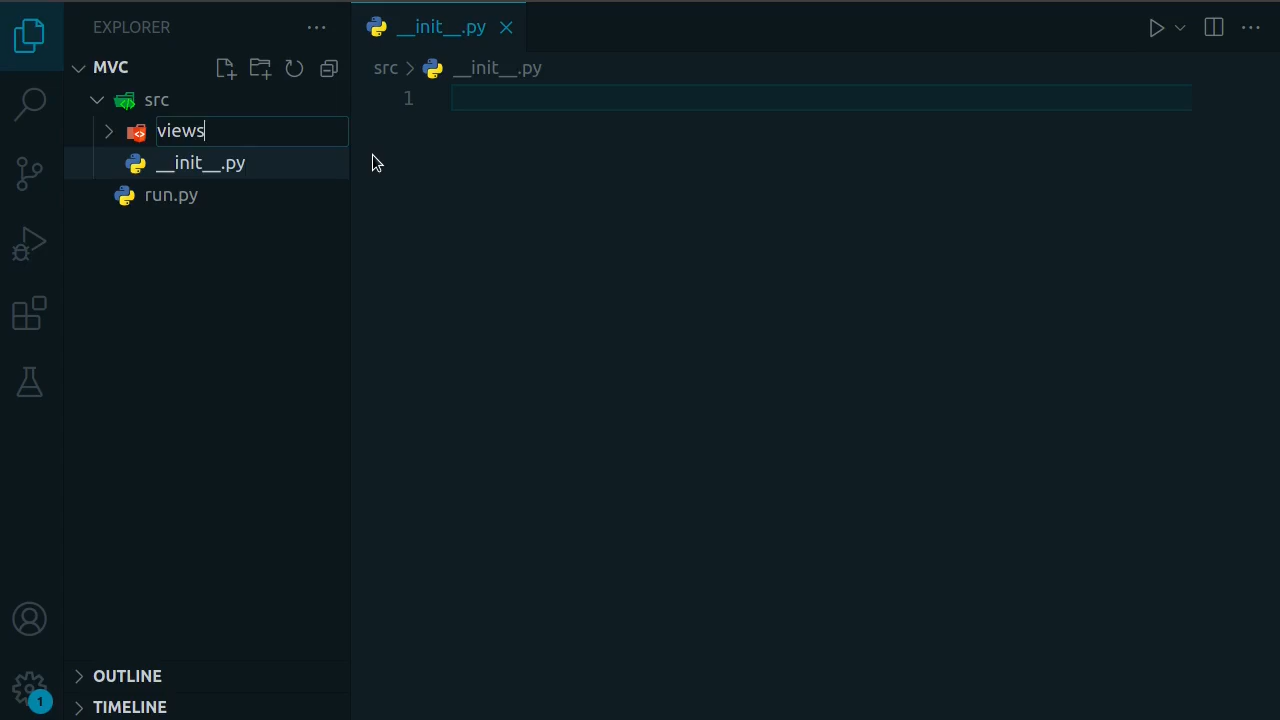 EXPLORER
MVC
src
views
__init__.py
run.py
OUTLINE
TIMELINE
1
__init__.py
src > __init__.py
1